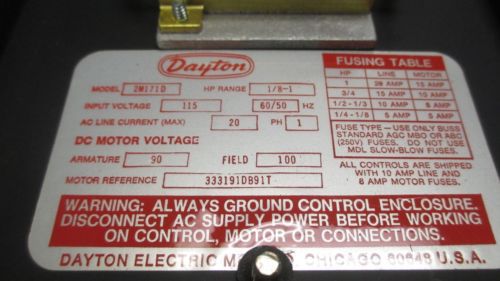 Dayton
MODEL 2M171D HP RANGE 1/8-1
INPUT VOLTAGE 115 60/50 HZ
AC LINE CURRENT (MAX) 20 PH 1
DC MOTOR VOLTAGE
ARMATURE 90 FIELD 100
MOTOR REFERENCE 333191DB91T
FUSING TABLE
HP LINE MOTOR
1 25 AMP 15 AMP
3/4 15 AMP 10 AMP
1/2-1/3 10 AMP 8 AMP
1/4-1/8 5 AMP 5 AMP
FUSE TYPE - USE ONLY BUSS
STANDARD AGC MBO OR ABC
(250V) FUSES. DO NOT USE
MDL SLOW-BLOW FUSES.
ALL CONTROLS ARE SHIPPED
WITH 10 AMP LINE AND
8 AMP MOTOR FUSES.
WARNING: ALWAYS GROUND CONTROL ENCLOSURE.
DISCONNECT AC SUPPLY POWER BEFORE WORKING
ON CONTROL, MOTOR OR CONNECTIONS.
DAYTON ELECTRIC CHICAGO 60648 U.S.A.